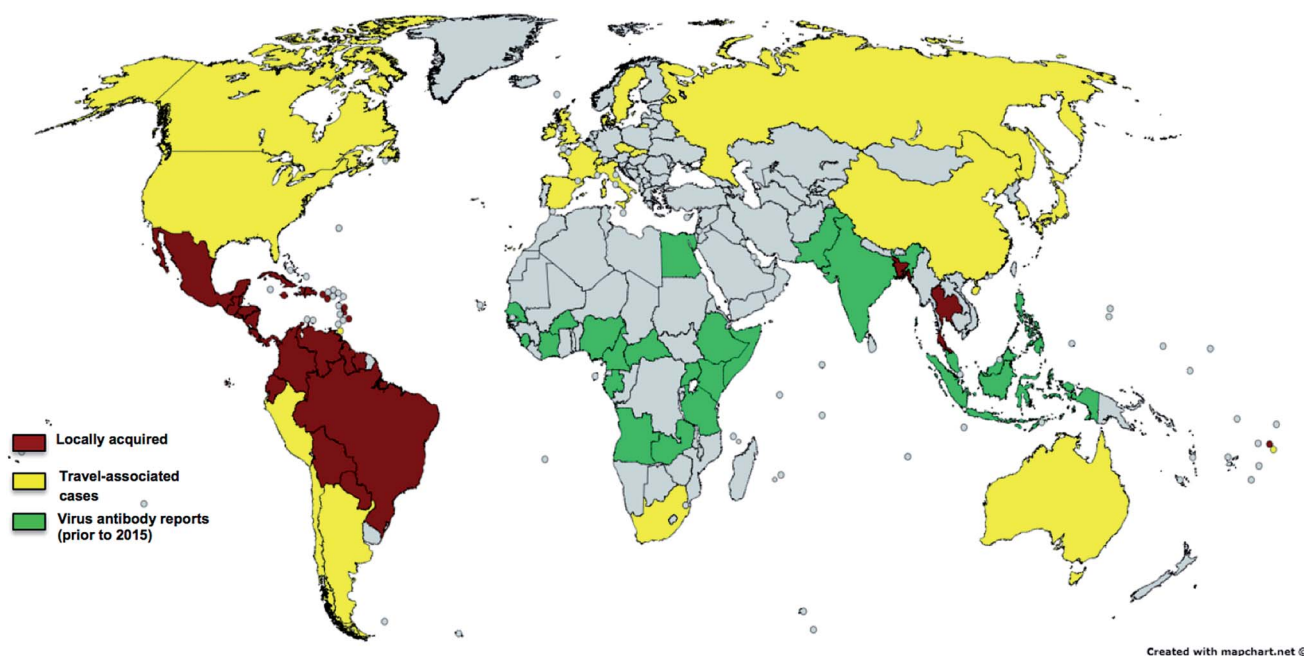 Locally acquired
Travel-associated
cases
Virus antibody reports
(prior to 2015)
Created with mapchart.net ©